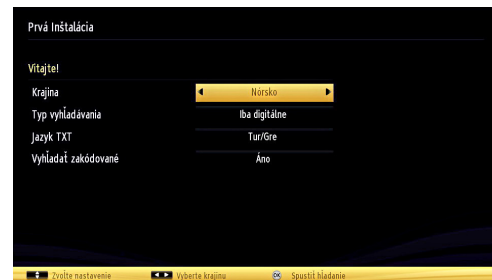 Prvá Inštalácia
Vitajte!
Krajina Nórsko
Typ vyhľadávania Iba digitálne
Jazyk TXT Tur/Gre
Vyhľadať zakódované Áno
Zvoľte nastavenie Vyberte krajinu OK Spustiť hľadanie